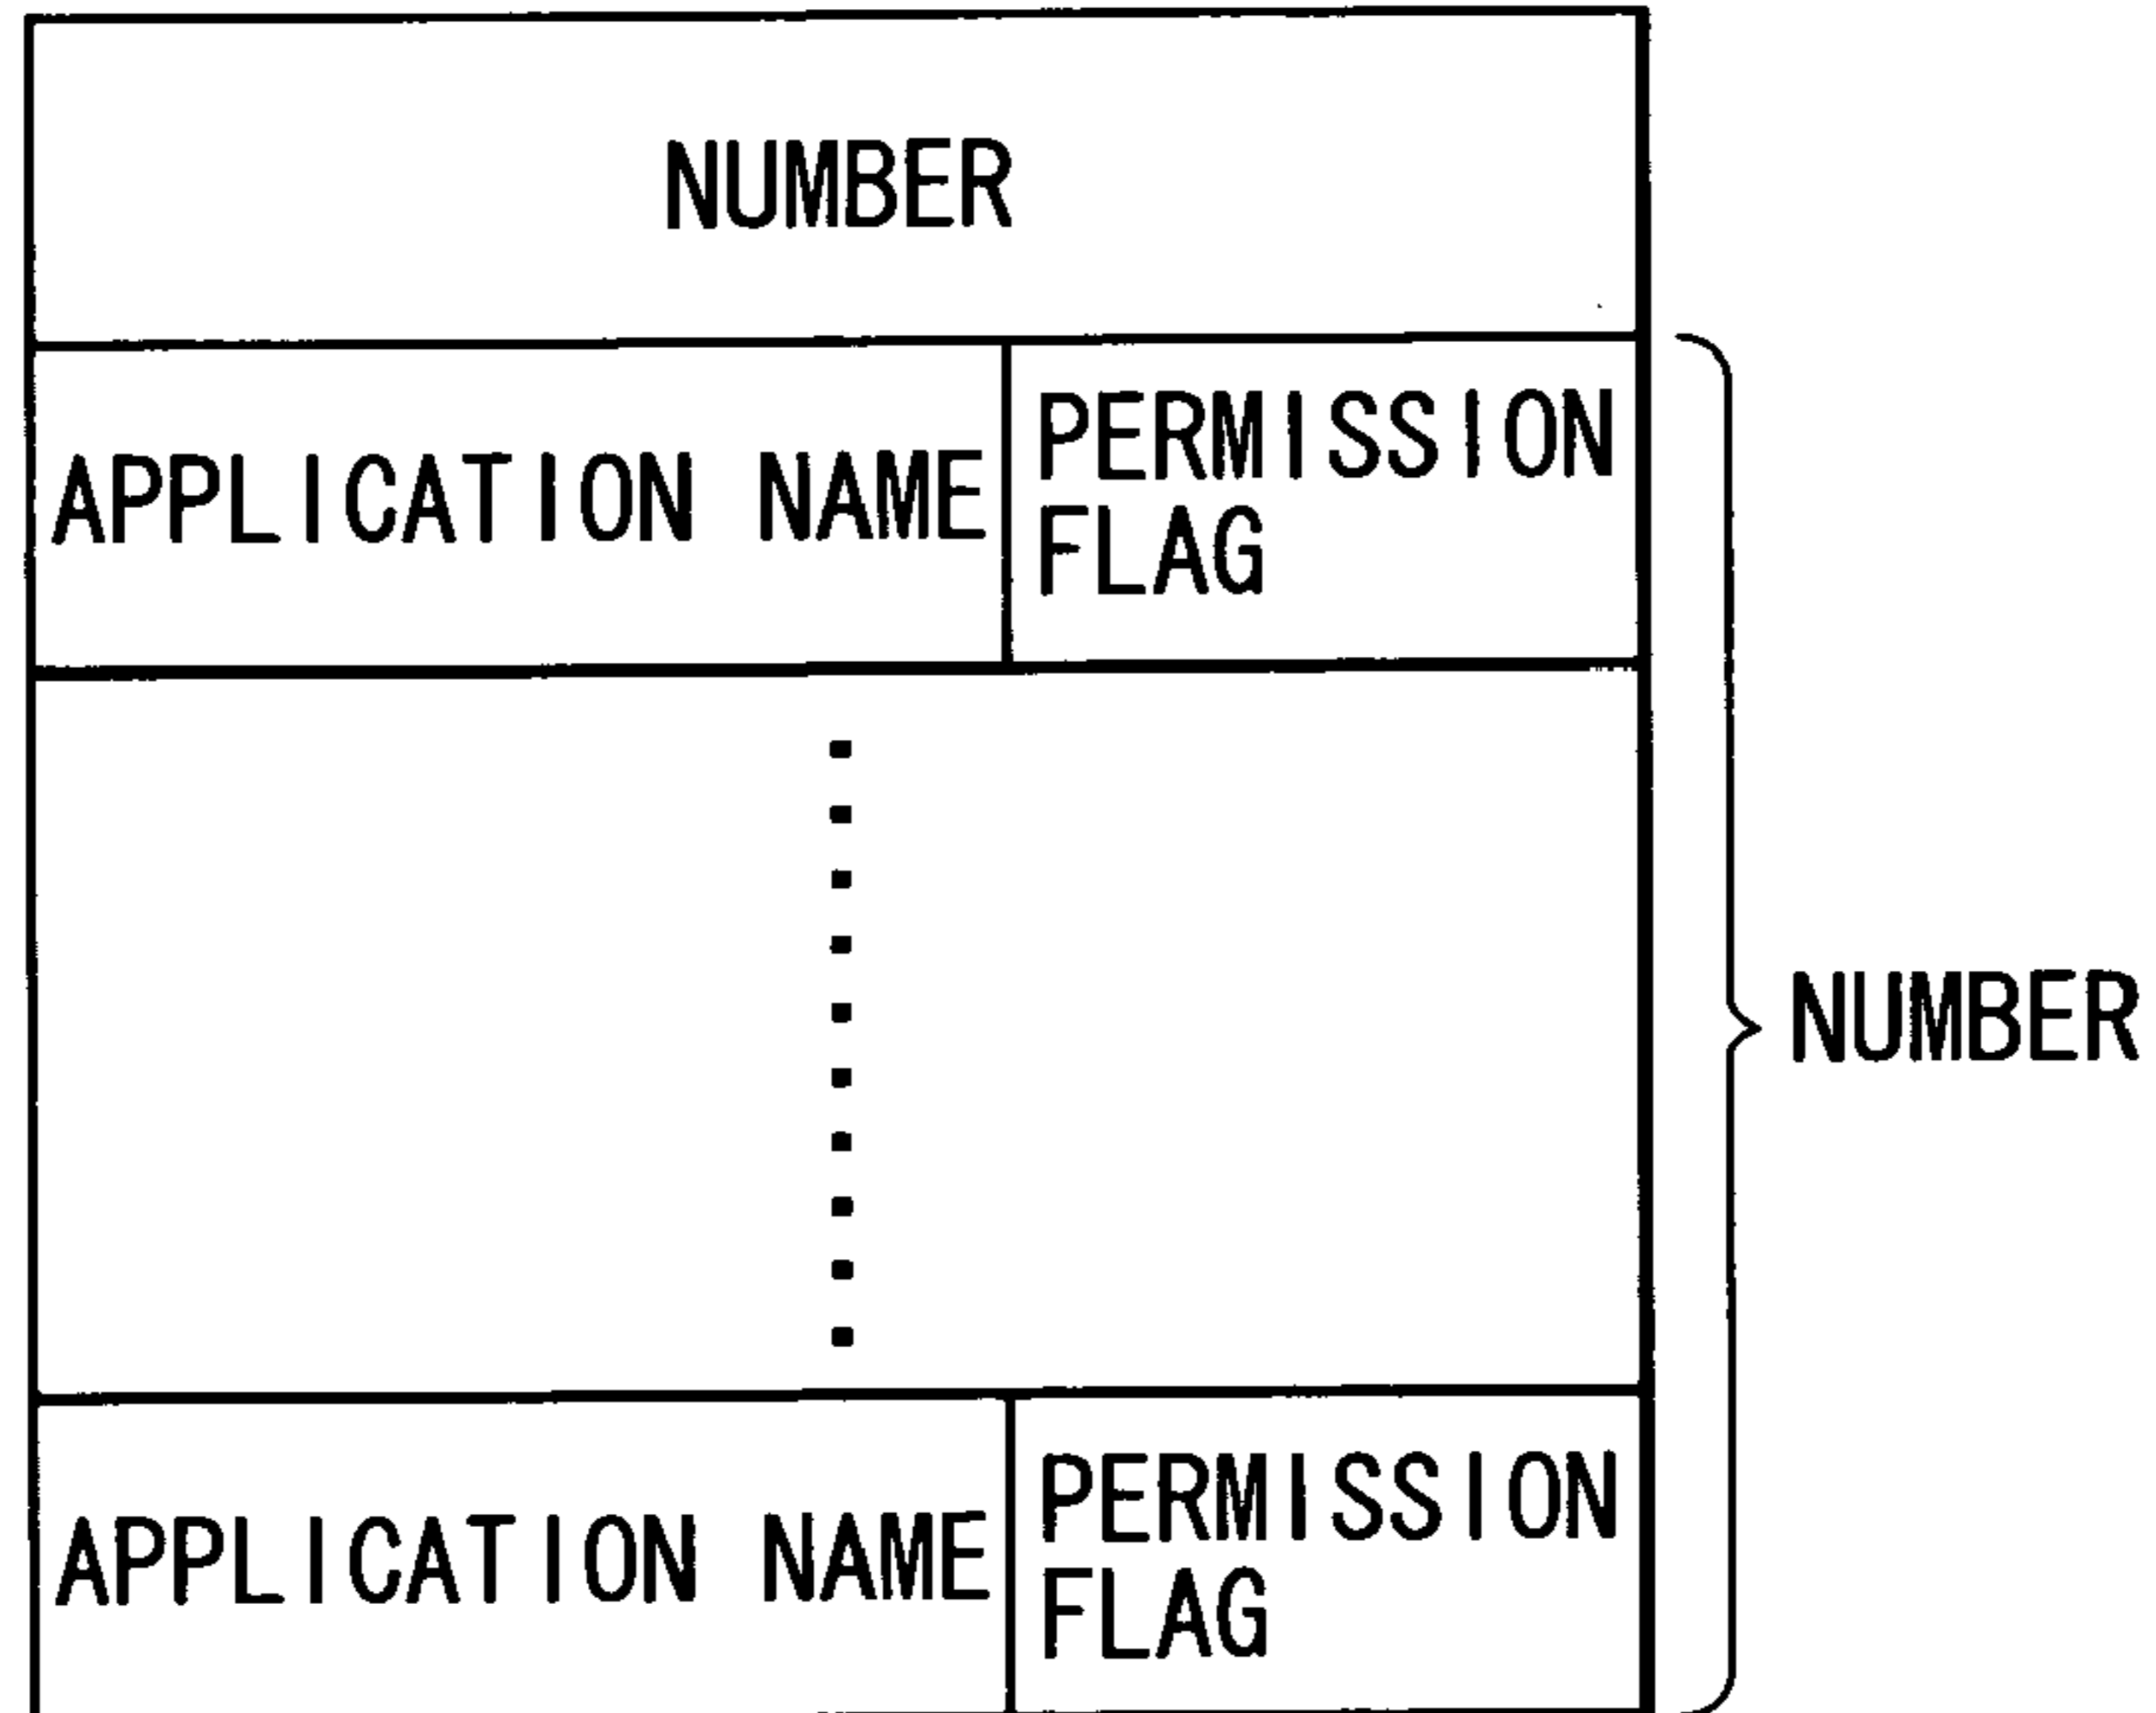 NUMBER
APPLICATION NAME
PERMISSION
FLAG
NUMBER
APPLICATION NAME
PERMISSION
FLAG